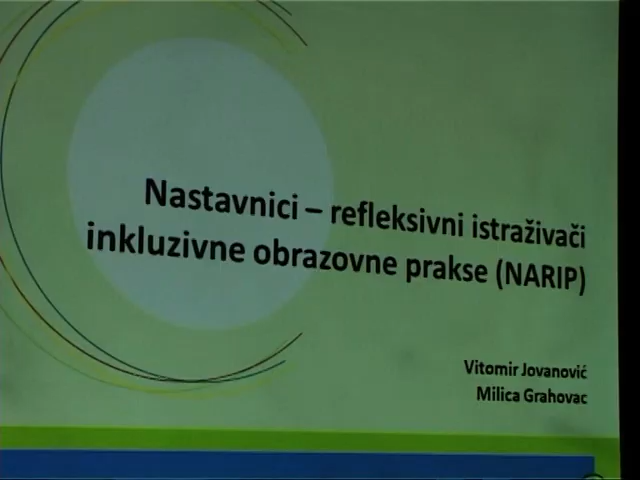 Nastavnici – refleksivni istraživači
inkluzivne obrazovne prakse (NARIP)
Vitomir Jovanović
Milica Grahovac